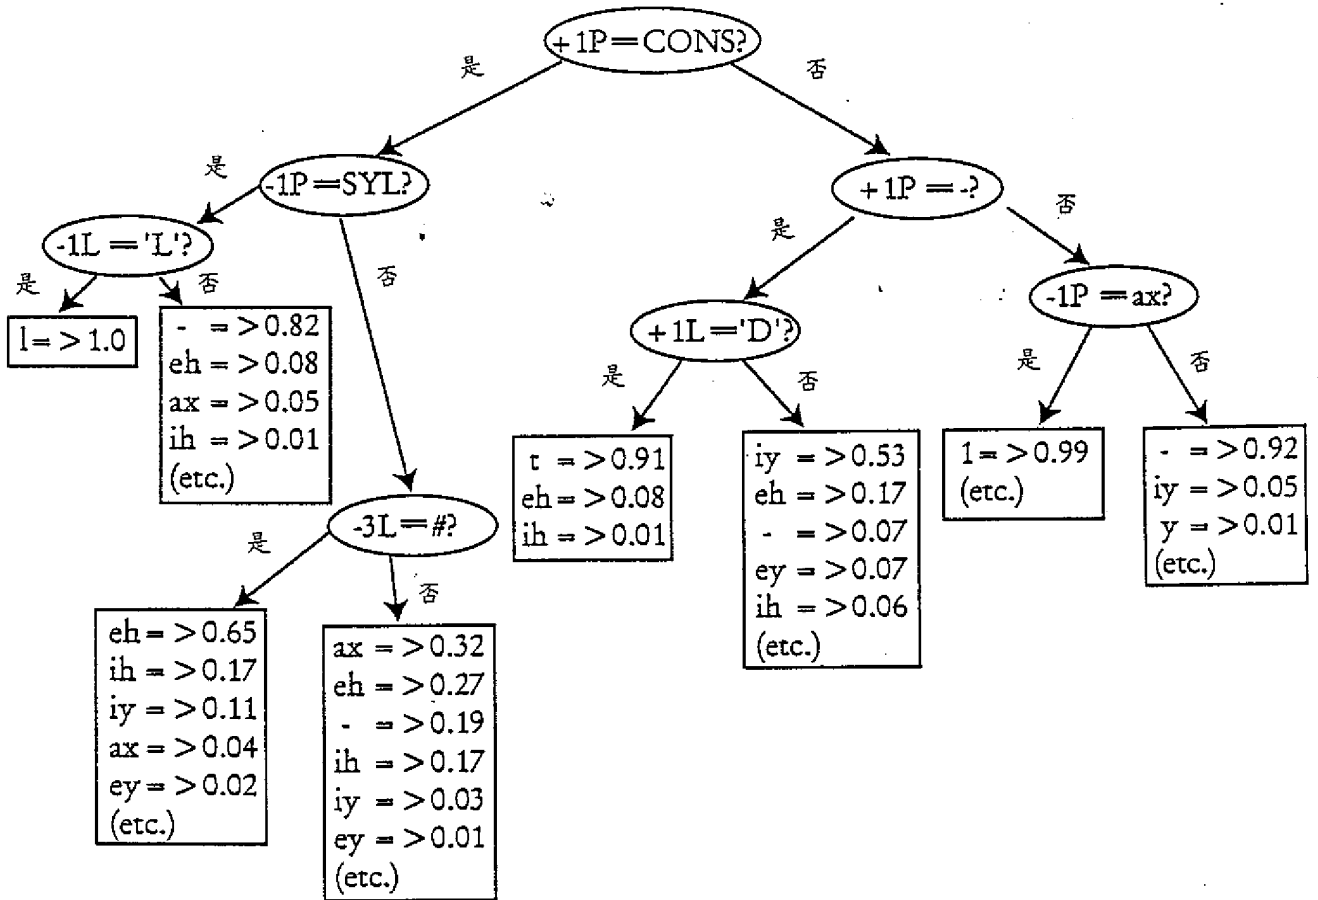 +1P=CONS?
是
否
-1P=SYL?
+1P=-?
是
否
是
否
-1L='L'?
-1P=ax?
是
否
+1L='D'?
l=>1.0
- =>0.82
eh=>0.08
ax=>0.05
ih=>0.01
(etc.)
是
否
是
否
t=>0.91
eh=>0.08
ih=>0.01
iy=>0.53
eh=>0.17
- =>0.07
ey=>0.07
ih=>0.06
(etc.)
1=>0.99
(etc.)
- =>0.92
iy=>0.05
y=>0.01
(etc.)
-3L=#?
是
否
eh=>0.65
ih=>0.17
iy=>0.11
ax=>0.04
ey=>0.02
(etc.)
ax=>0.32
eh=>0.27
- =>0.19
ih=>0.17
iy=>0.03
ey=>0.01
(etc.)